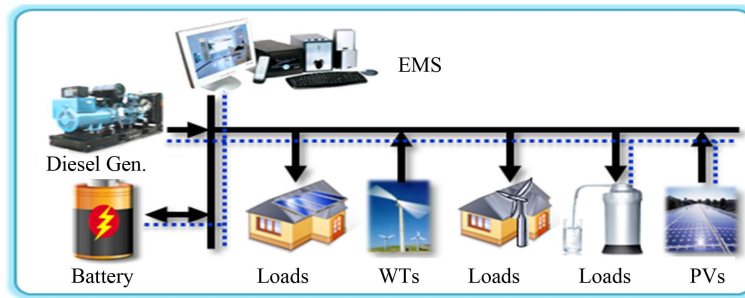 EMS
Diesel Gen.
Battery
Loads
WTs
Loads
Loads
PVs